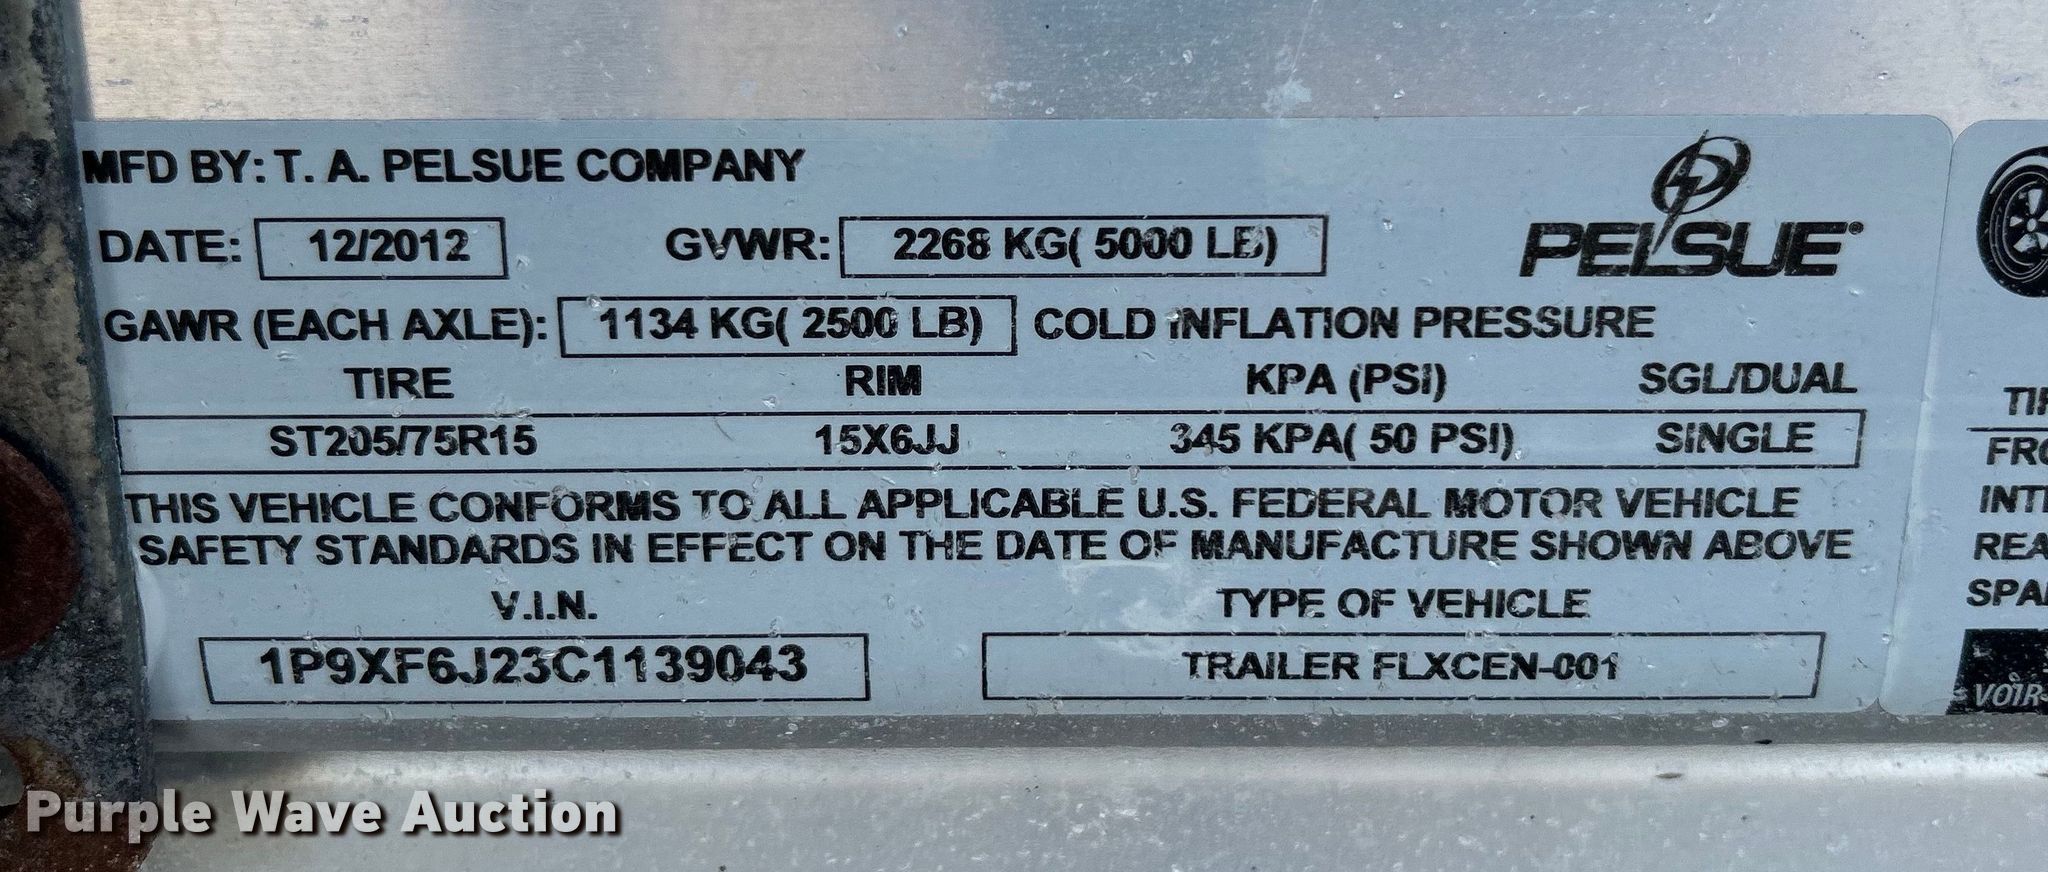 MFD BY: T. A. PELSUE COMPANY
DATE: 12/2012 GVWR: 2268 KG( 5000 LB)
PELSUE®
GAWR (EACH AXLE): 1134 KG( 2500 LB) COLD INFLATION PRESSURE
TIRE RIM KPA (PSI) SGL/DUAL
ST205/75R15 15X6JJ 345 KPA( 50 PSI) SINGLE
THIS VEHICLE CONFORMS TO ALL APPLICABLE U.S. FEDERAL MOTOR VEHICLE
SAFETY STANDARDS IN EFFECT ON THE DATE OF MANUFACTURE SHOWN ABOVE
V.I.N. TYPE OF VEHICLE
1P9XF6J23C1139043 TRAILER FLXCEN-001
VOIR
Purple Wave Auction